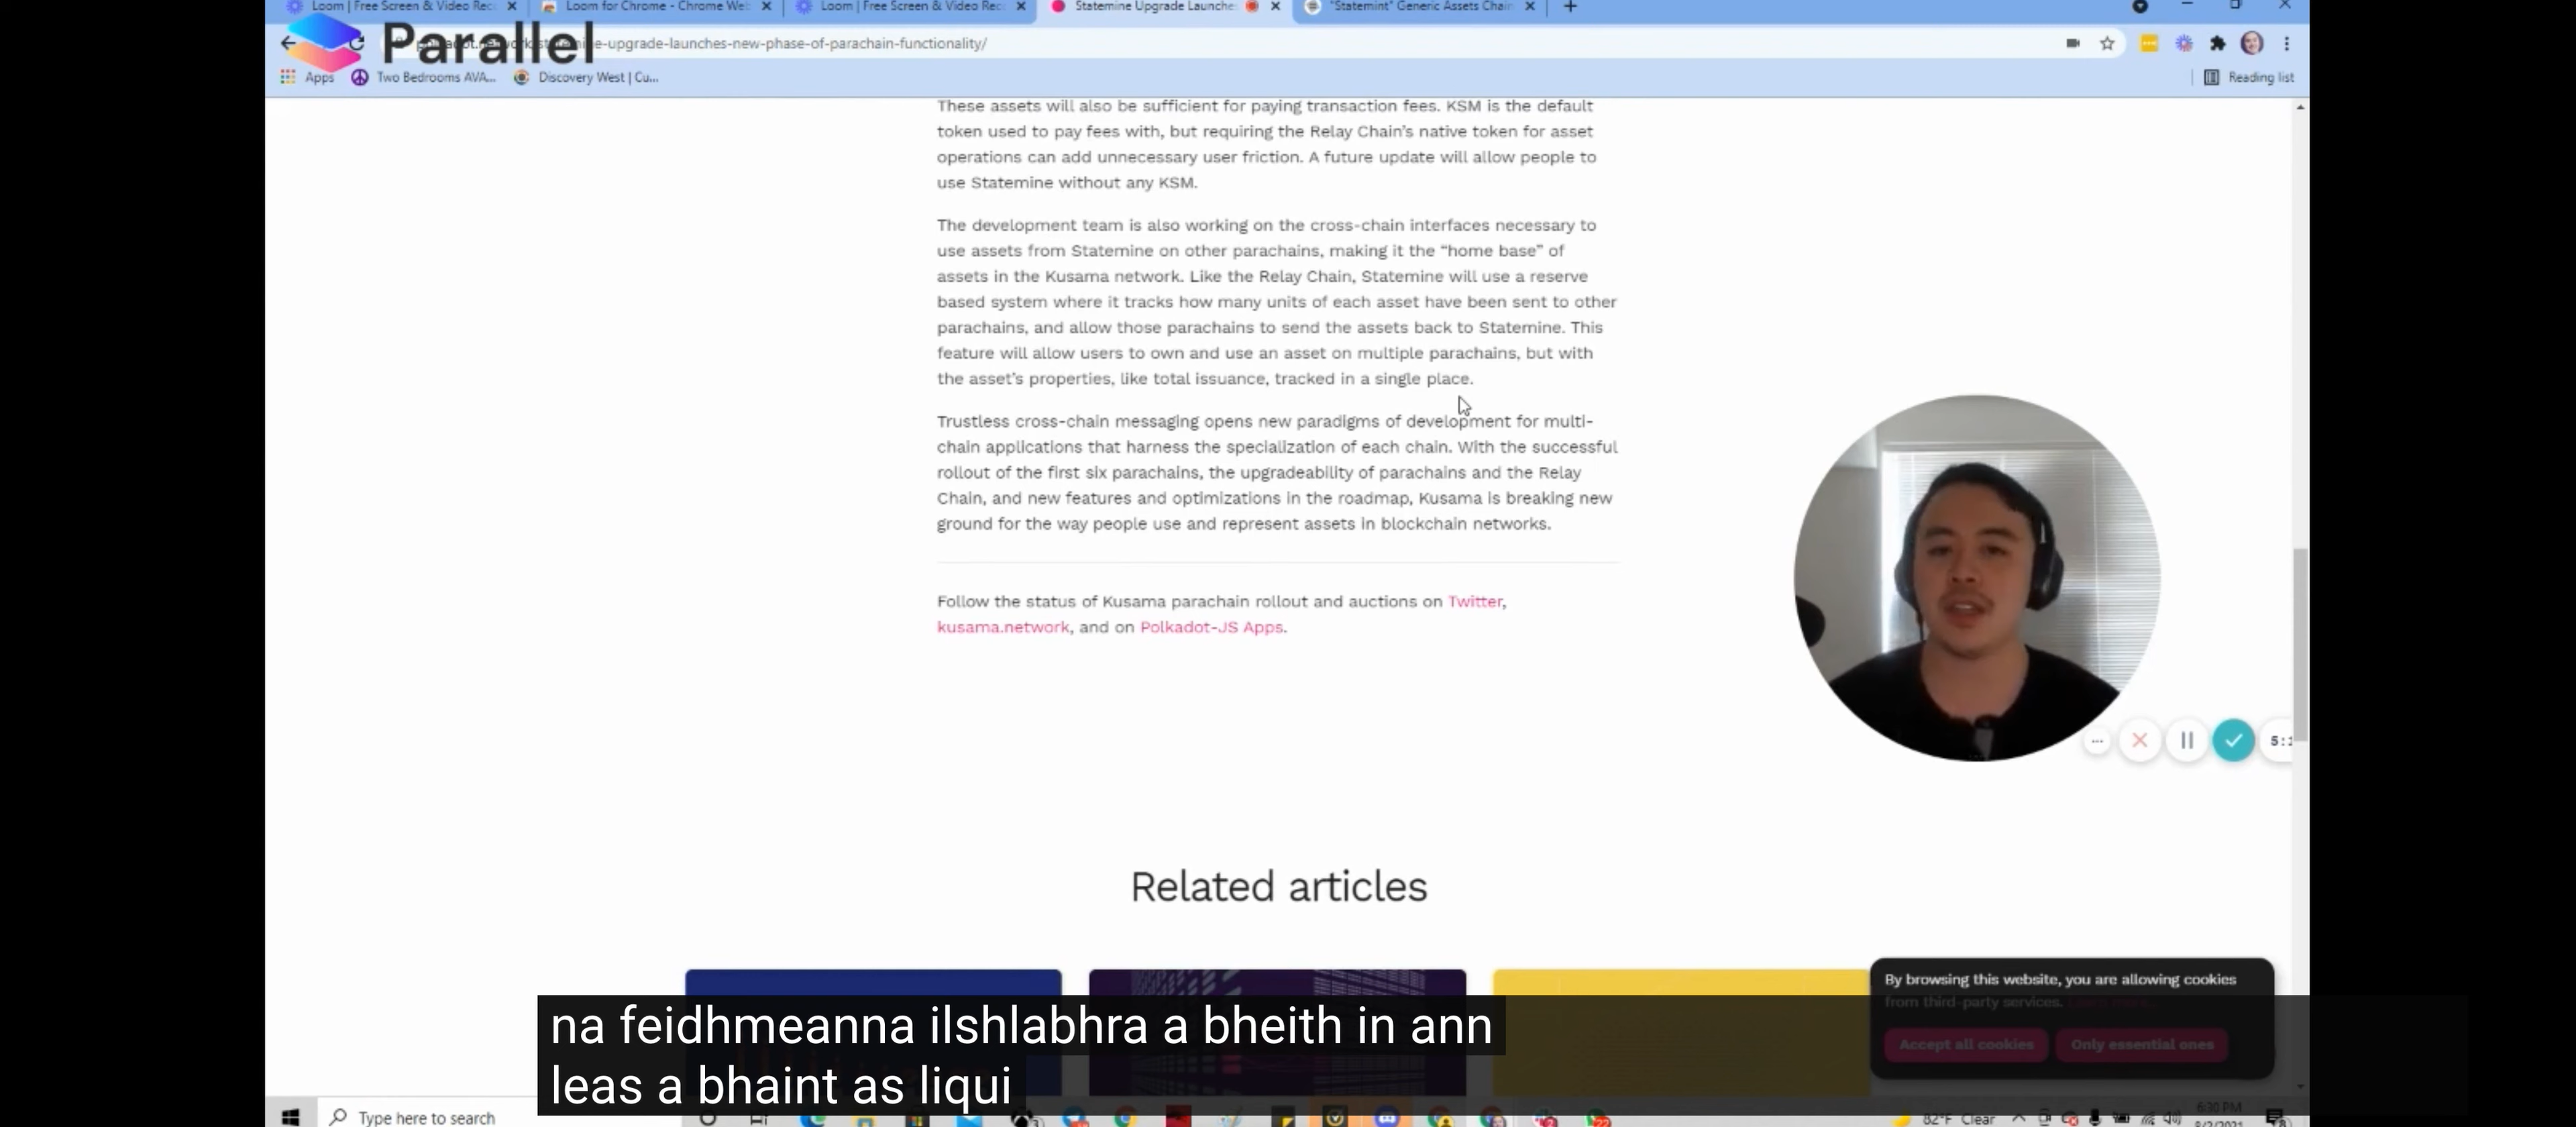 Loom | Free Screen & Video Rec
Loom for Chrome - Chrome We
Loom | Free Screen & Video Rec
Statemine Upgrade Launche
"Statemint" Generic Assets Chain
Parallel
e-upgrade-launches-new-phase-of-parachain-functionality/
Apps
Two Bedrooms AVA...
Discovery West | Cu...
Reading list
These assets will also be sufficient for paying transaction fees. KSM is the default
token used to pay fees with, but requiring the Relay Chain's native token for asset
operations can add unnecessary user friction. A future update will allow people to
use Statemine without any KSM.
The development team is also working on the cross-chain interfaces necessary to
use assets from Statemine on other parachains, making it the “home base” of
assets in the Kusama network. Like the Relay Chain, Statemine will use a reserve
based system where it tracks how many units of each asset have been sent to other
parachains, and allow those parachains to send the assets back to Statemine. This
feature will allow users to own and use an asset on multiple parachains, but with
the asset's properties, like total issuance, tracked in a single place.
Trustless cross-chain messaging opens new paradigms of development for multi-
chain applications that harness the specialization of each chain. With the successful
rollout of the first six parachains, the upgradeability of parachains and the Relay
Chain, and new features and optimizations in the roadmap, Kusama is breaking new
ground for the way people use and represent assets in blockchain networks.
Follow the status of Kusama parachain rollout and auctions on Twitter,
kusama.network, and on Polkadot-JS Apps.
Related articles
By browsing this website, you are allowing cookies
from third-party services.
Accept all cookies
Only essential ones
na feidhmeanna ilshlabhra a bheith in ann
leas a bhaint as liqui
Type here to search
82°F Clear
6:30 PM